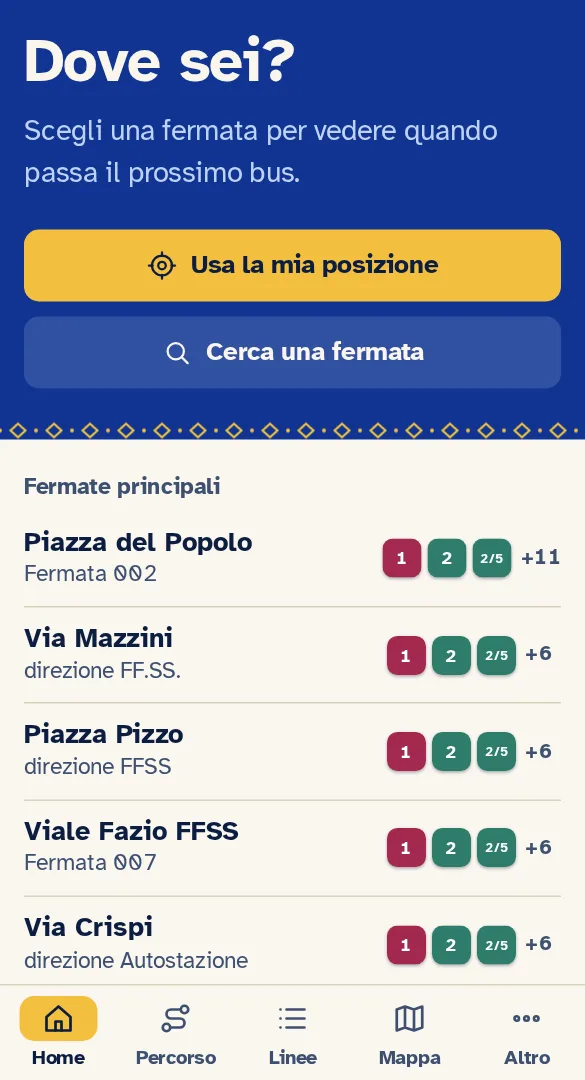 Dove sei?
Scegli una fermata per vedere quando
passa il prossimo bus.
Usa la mia posizione
Cerca una fermata
Fermate principali
Piazza del Popolo
Fermata 002
1 2 2/5 +11
Via Mazzini
direzione FF.SS.
1 2 2/5 +6
Piazza Pizzo
direzione FFSS
1 2 2/5 +6
Viale Fazio FFSS
Fermata 007
1 2 2/5 +6
Via Crispi
direzione Autostazione
1 2 2/5 +6
Home Percorso Linee Mappa Altro